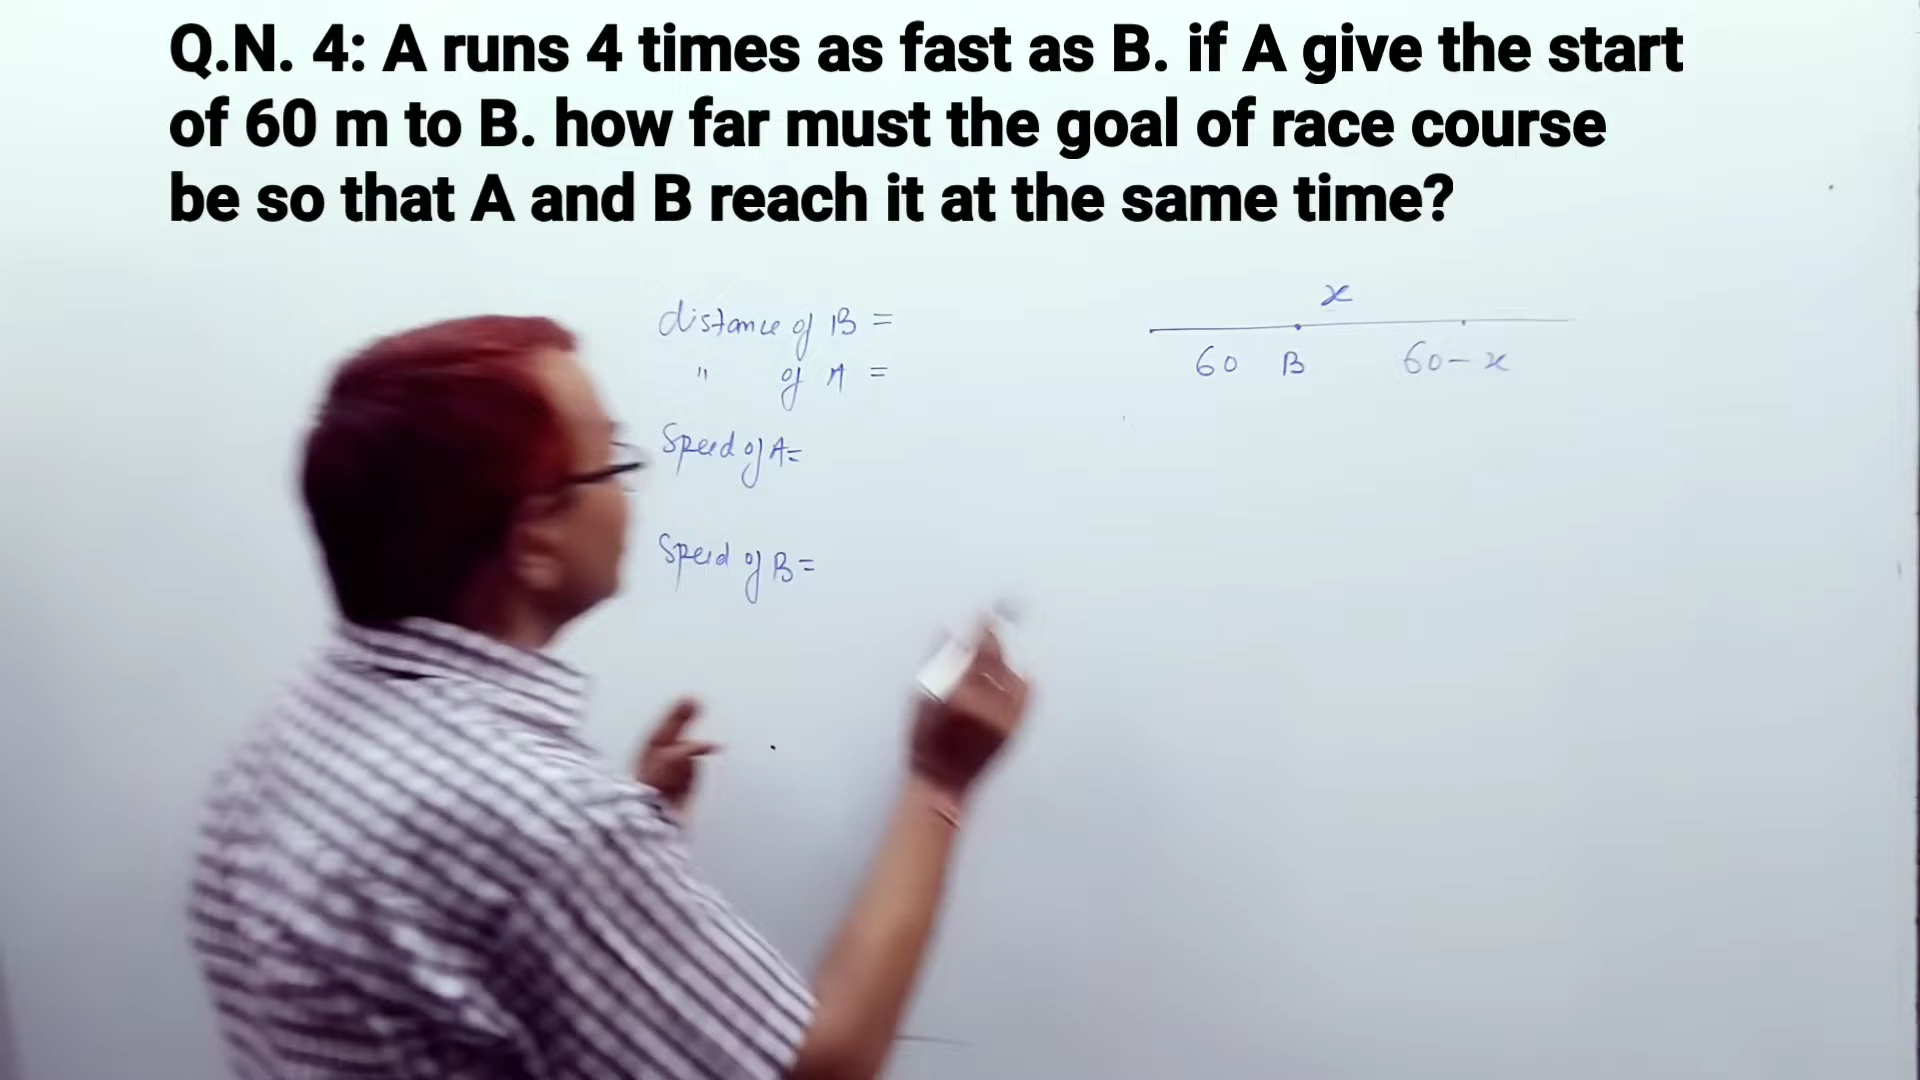 Q.N. 4: A runs 4 times as fast as B. if A give the start
of 60 m to B. how far must the goal of race course
be so that A and B reach it at the same time?
distance of B =
" of A =
Speed of A=
Speed of B=
x
60 B 60-x